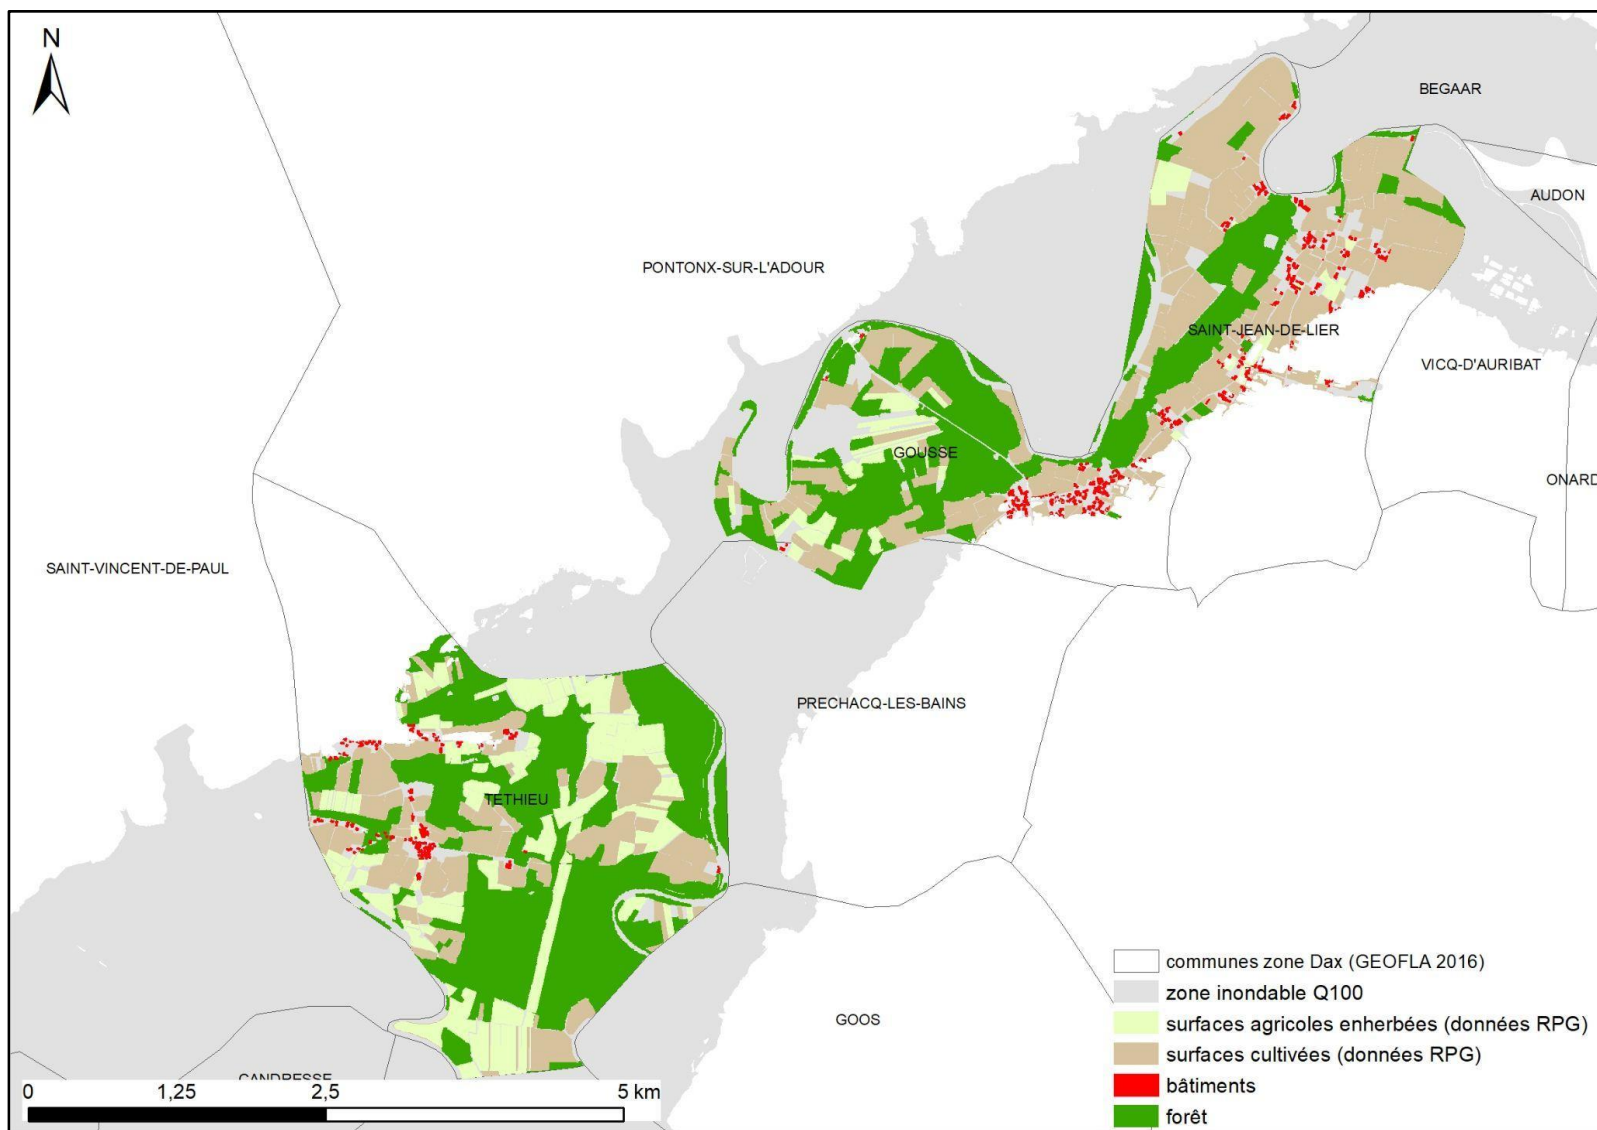 N
BEGAAR
AUDON
PONTONX-SUR-L'ADOUR
SAINT-JEAN-DE-LIER
VICQ-D'AURIBAT
GOUSSE
ONARD
SAINT-VINCENT-DE-PAUL
PRECHACQ-LES-BAINS
TETHIEU
GOOS
CANDRESSE
0 1,25 2,5 5 km
communes zone Dax (GEOFLA 2016)
zone inondable Q100
surfaces agricoles enherbées (données RPG)
surfaces cultivées (données RPG)
bâtiments
forêt